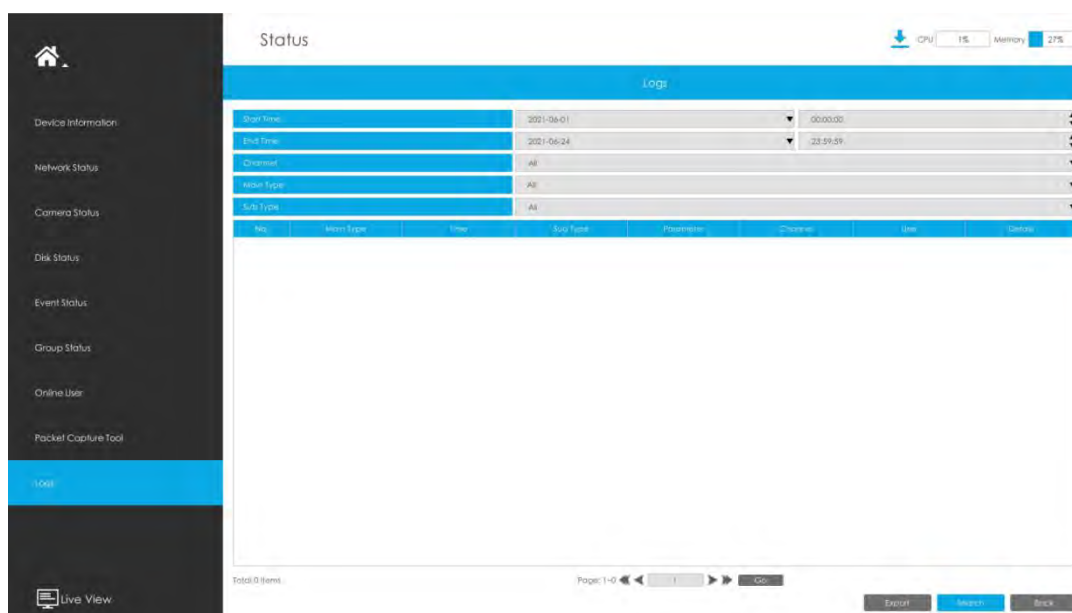 Status
CPU 1% Memory 27%
Logs
Device Information
Network Status
Camera Status
Disk Status
Event Status
Group Status
Online User
Packet Capture Tool
Logs
Live View
Start Time 2021-06-01 00:00:00
End Time 2021-06-24 23:59:59
Channel All
Main Type All
Sub Type All
No. Main Type Time Sub Type Parameter Channel User Details
Total: 0 items Page: 1-0 1 Go
Export Search Back